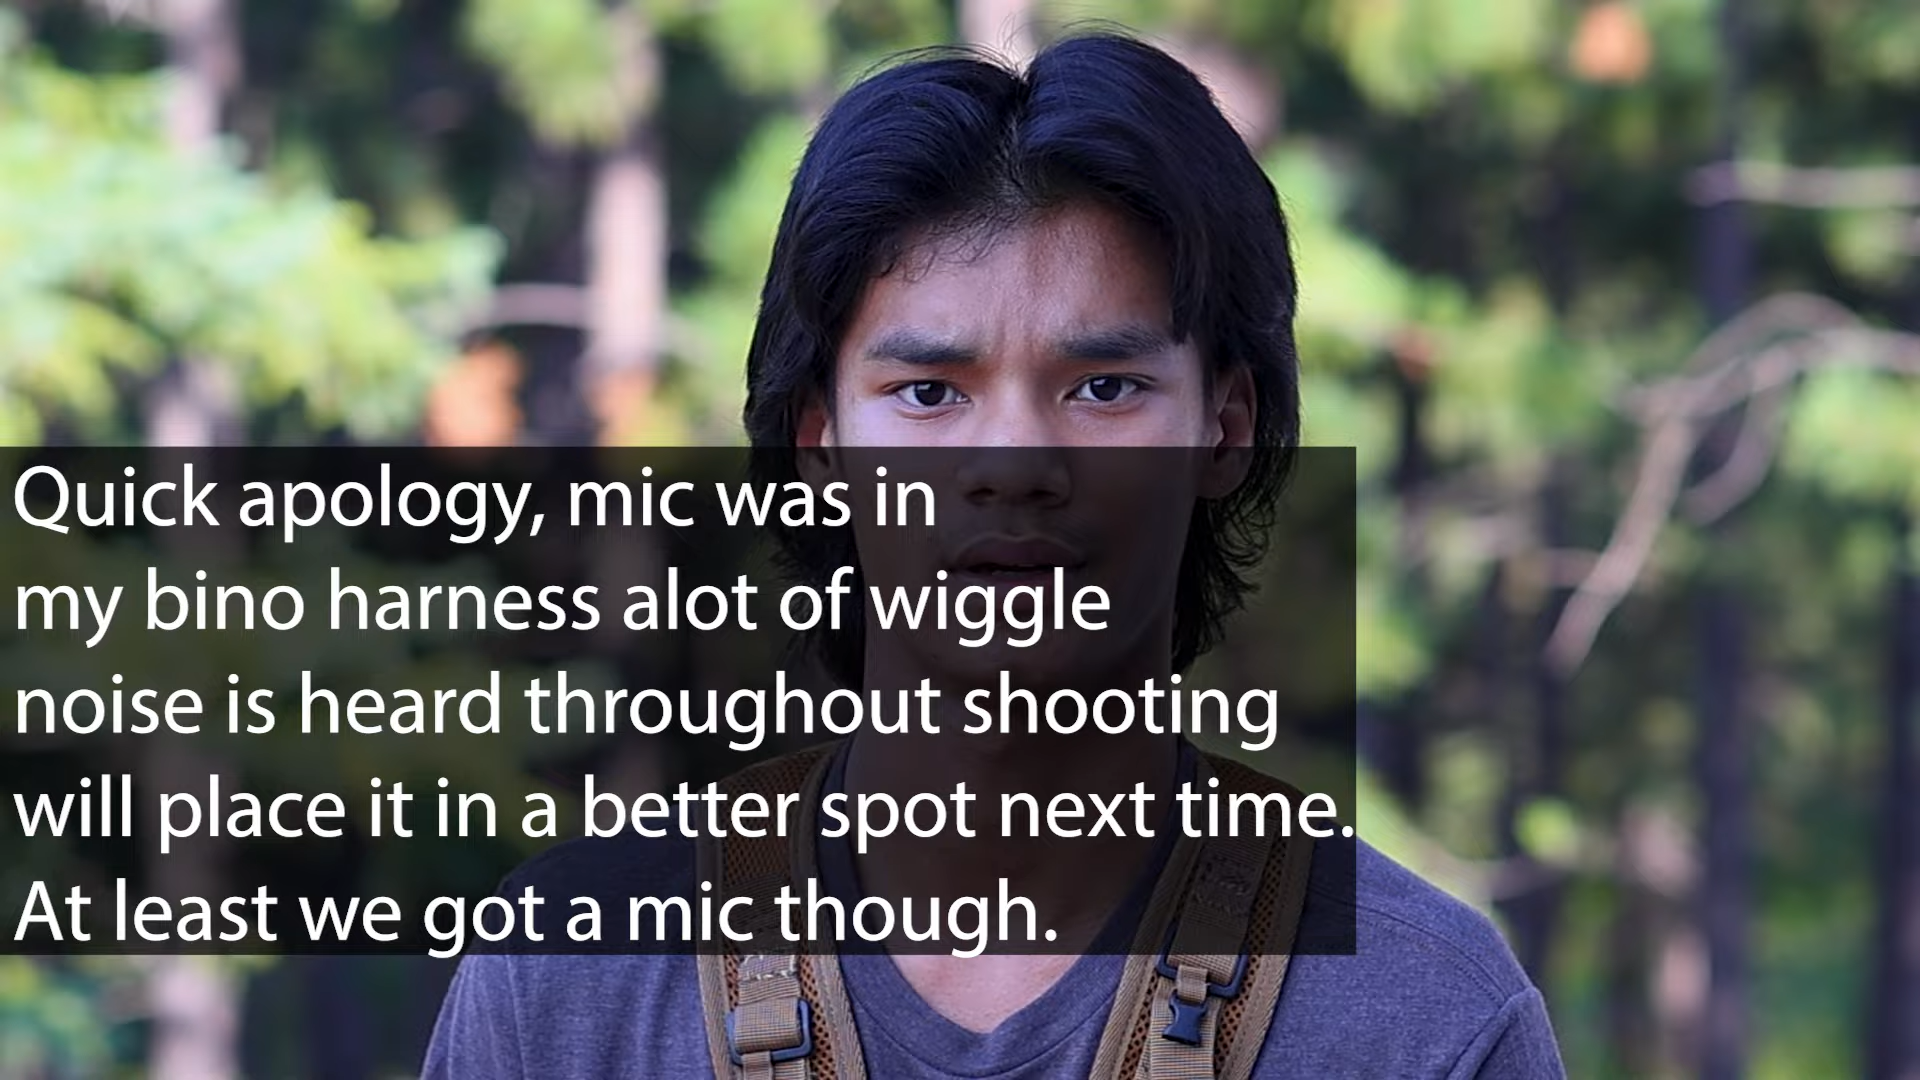 Quick apology, mic was in
my bino harness alot of wiggle
noise is heard throughout shooting
will place it in a better spot next time.
At least we got a mic though.